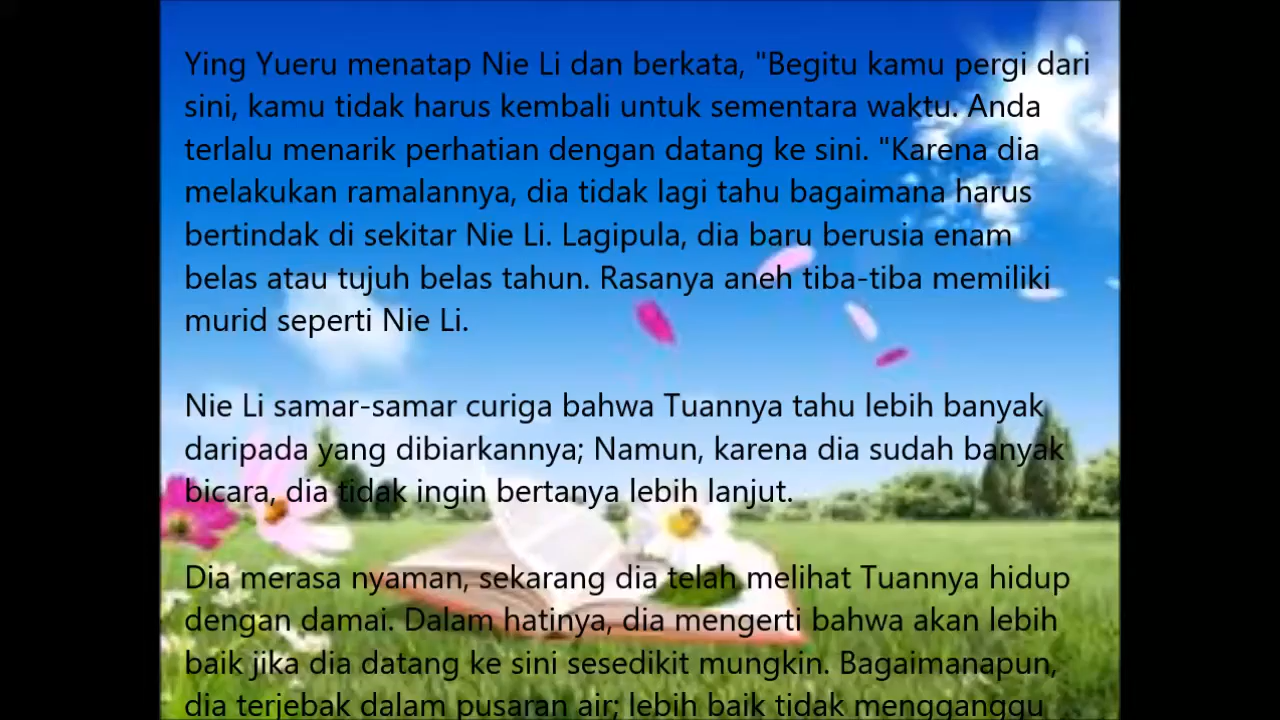 Ying Yueru menatap Nie Li dan berkata, "Begitu kamu pergi dari
sini, kamu tidak harus kembali untuk sementara waktu. Anda
terlalu menarik perhatian dengan datang ke sini. "Karena dia
melakukan ramalannya, dia tidak lagi tahu bagaimana harus
bertindak di sekitar Nie Li. Lagipula, dia baru berusia enam
belas atau tujuh belas tahun. Rasanya aneh tiba-tiba memiliki
murid seperti Nie Li.
Nie Li samar-samar curiga bahwa Tuannya tahu lebih banyak
daripada yang dibiarkannya; Namun, karena dia sudah banyak
bicara, dia tidak ingin bertanya lebih lanjut.
Dia merasa nyaman, sekarang dia telah melihat Tuannya hidup
dengan damai. Dalam hatinya, dia mengerti bahwa akan lebih
baik jika dia datang ke sini sesedikit mungkin. Bagaimanapun,
dia terjebak dalam pusaran air; lebih baik tidak mengganggu